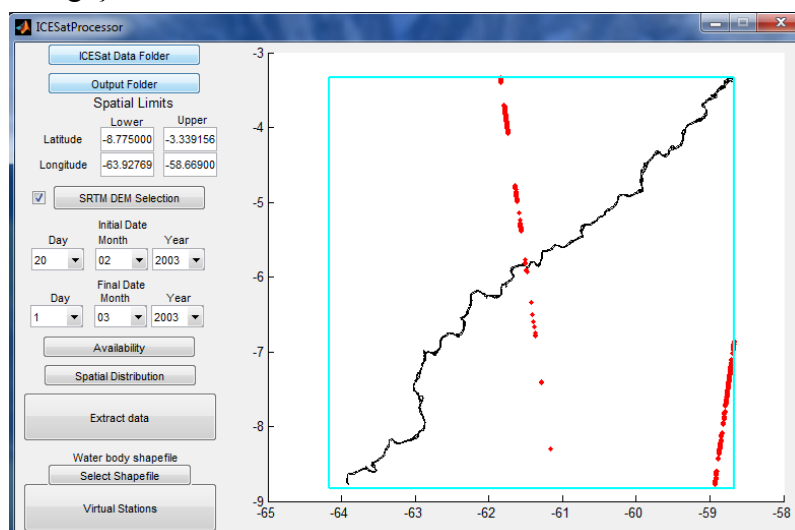 ICESatProcessor
ICESat Data Folder
Output Folder
Spatial Limits
Lower Upper
Latitude -8.775000 -3.339156
Longitude -63.92769 -58.66900
SRTM DEM Selection
Initial Date
Day Month Year
20 02 2003
Final Date
Day Month Year
1 03 2003
Availability
Spatial Distribution
Extract data
Water body shapefile
Select Shapefile
Virtual Stations
-3
-4
-5
-6
-7
-8
-9
-65 -64 -63 -62 -61 -60 -59 -58